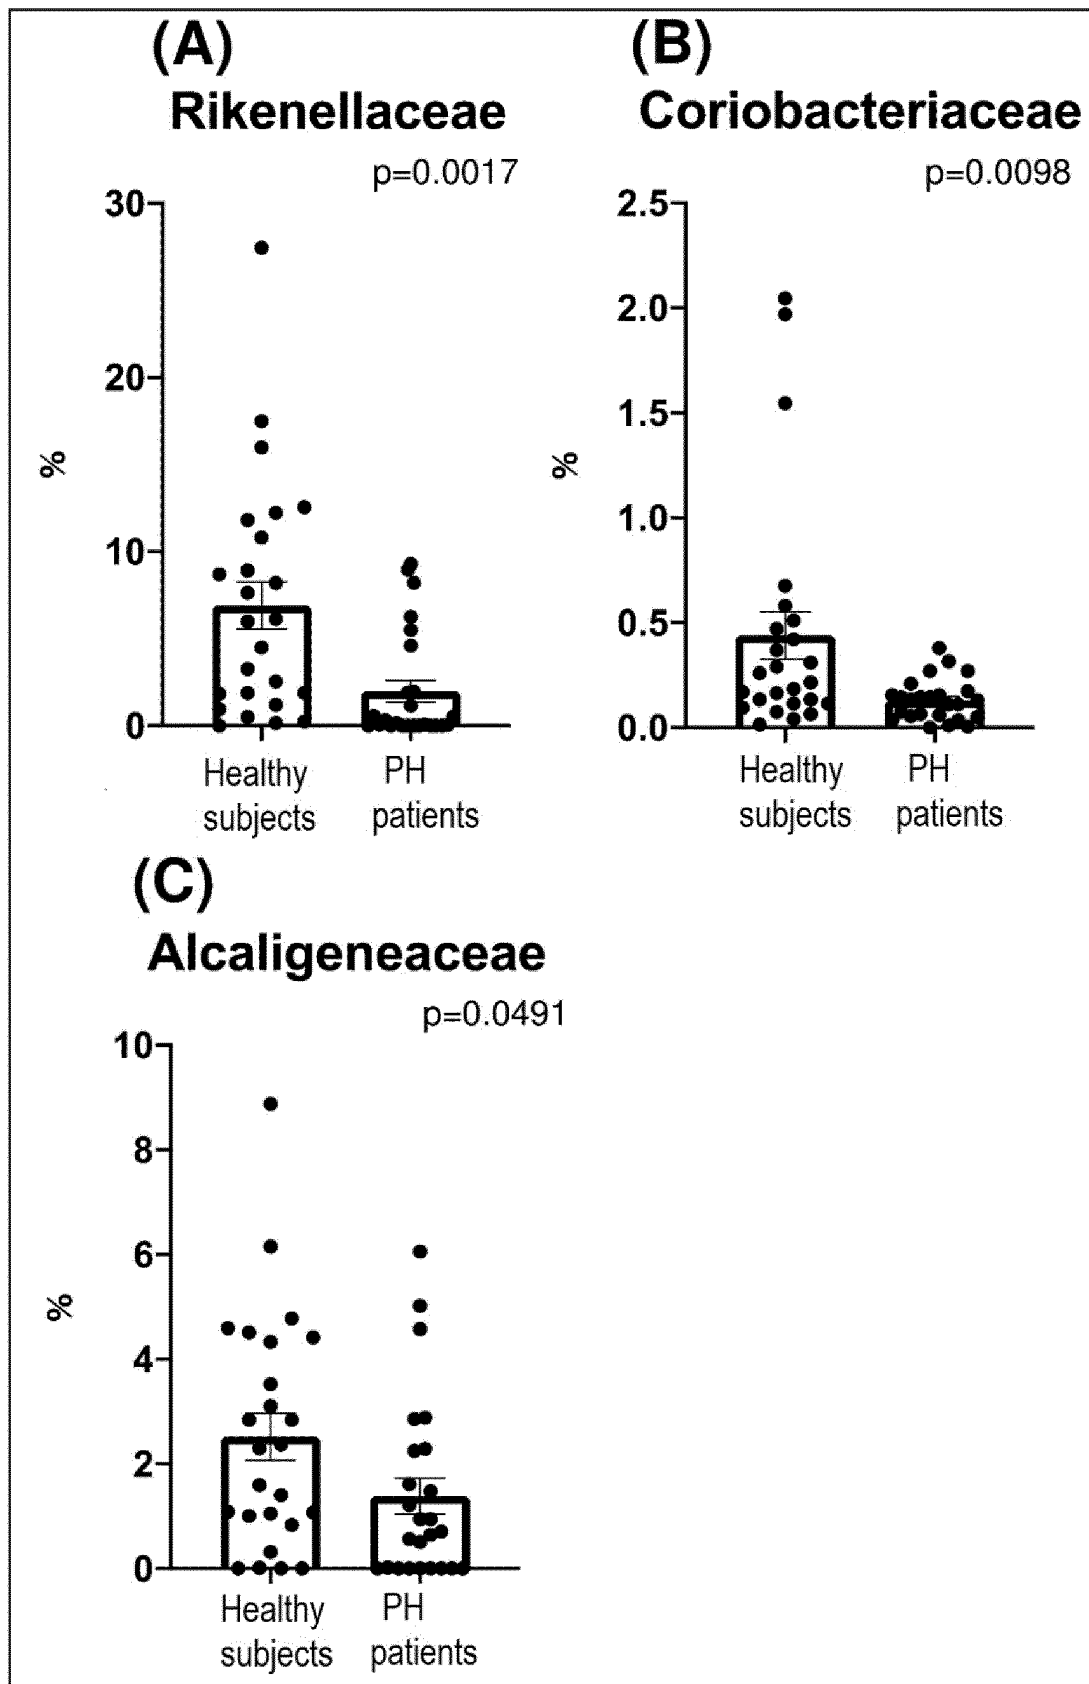 (A)
Rikenellaceae
p=0.0017
30
20
10
0
%
Healthy
subjects
PH
patients
(B)
Coriobacteriaceae
p=0.0098
2.5
2.0
1.5
1.0
0.5
0.0
%
Healthy
subjects
PH
patients
(C)
Alcaligeneaceae
p=0.0491
10
8
6
4
2
0
%
Healthy
subjects
PH
patients